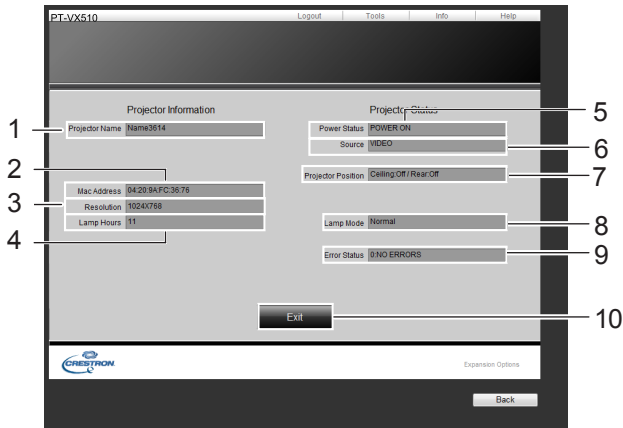 PT-VX510 Logout Tools Info Help
Projector Information Projector Status
1 Projector Name Name3614
5 Power Status POWER ON
6 Source VIDEO
7 Projector Position Ceiling:Off / Rear:Off
2 Mac Address 04:20:9A:FC:36:76
3 Resolution 1024X768
4 Lamp Hours 11
8 Lamp Mode Normal
9 Error Status 0:NO ERRORS
Exit 10
CRESTRON Expansion Options
Back